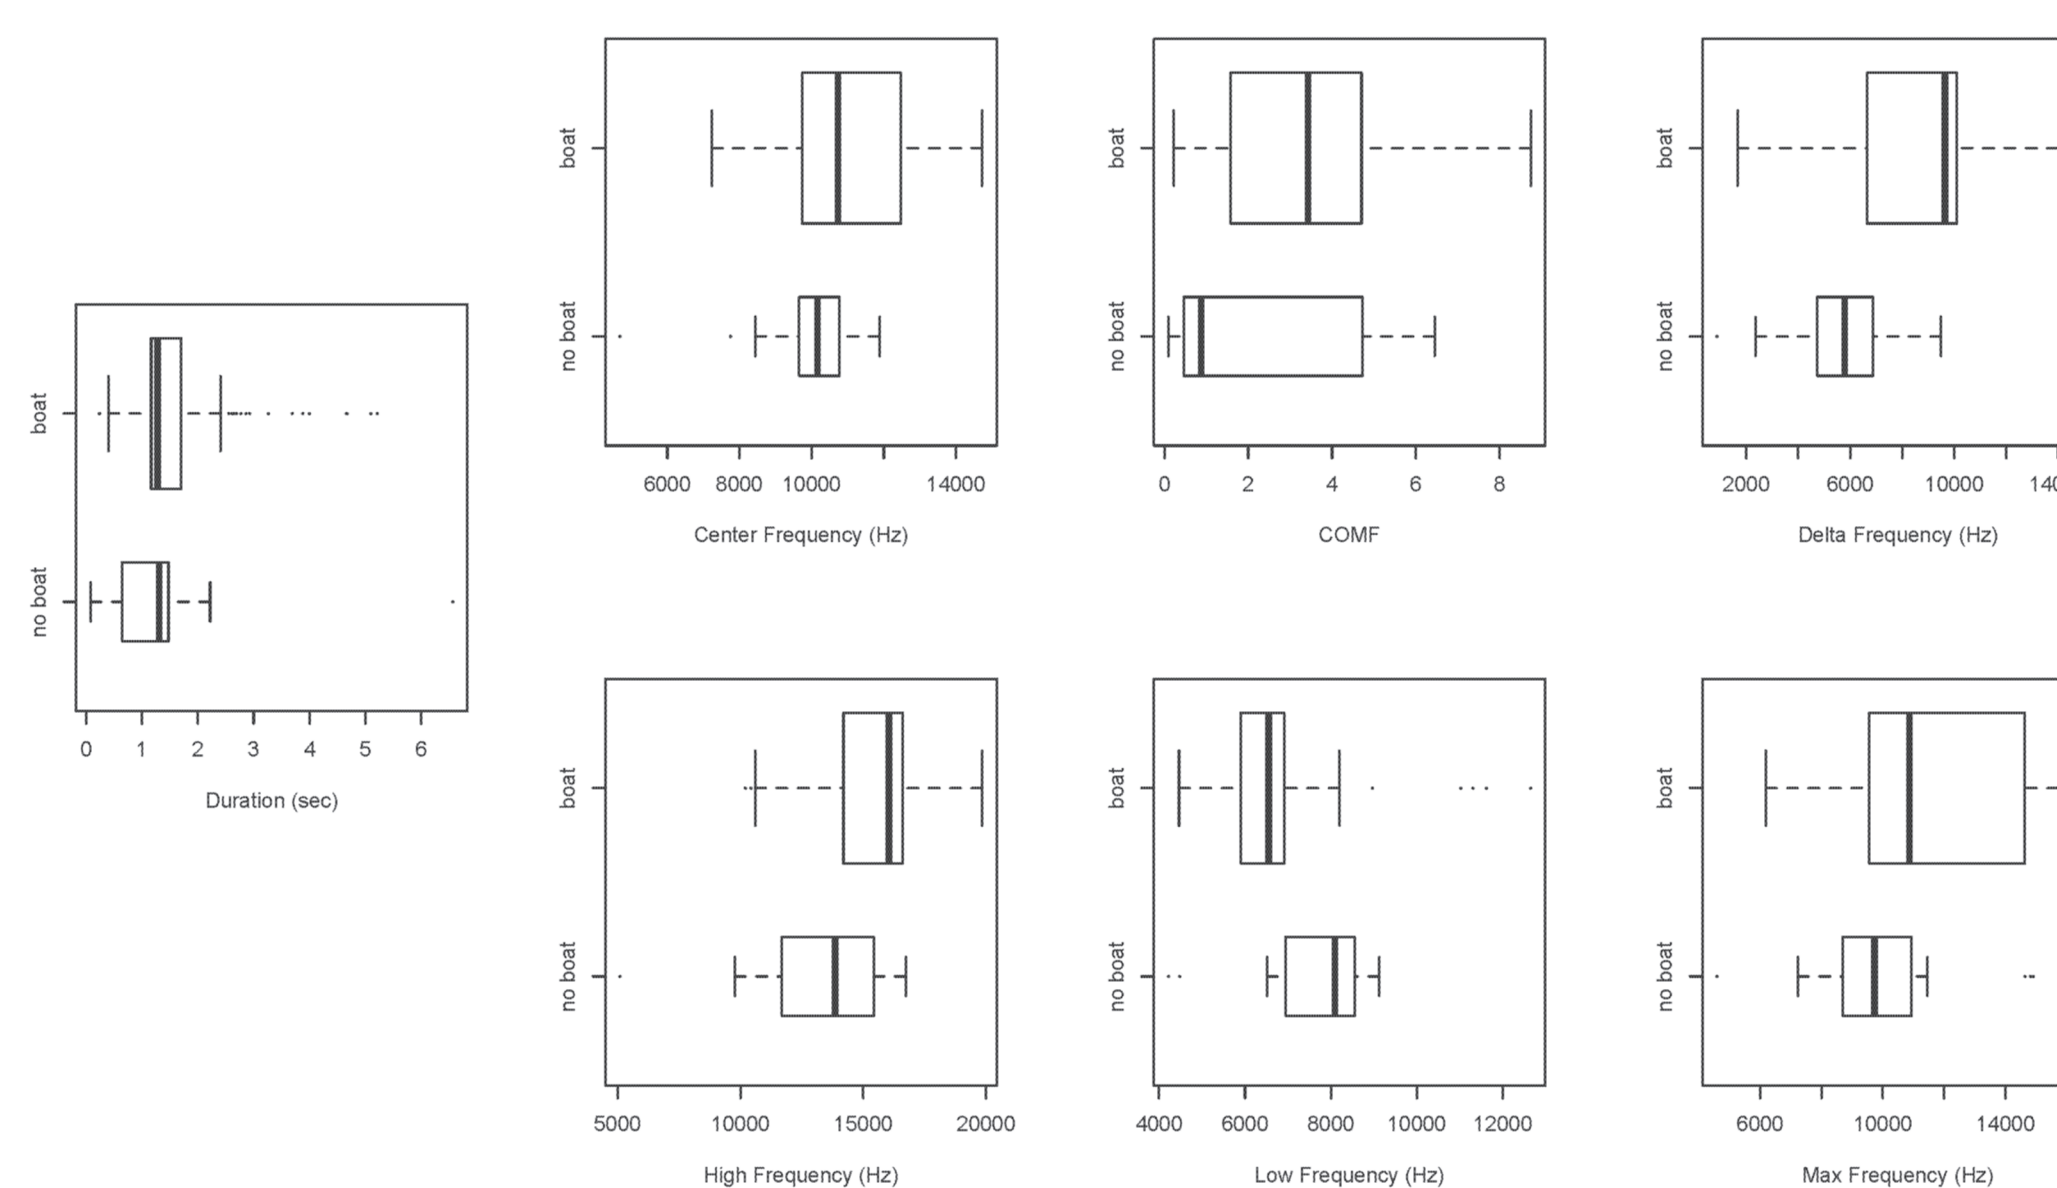 boat
no boat
0 1 2 3 4 5 6
Duration (sec)
boat
no boat
6000 8000 10000 14000
Center Frequency (Hz)
boat
no boat
0 2 4 6 8
COMF
boat
no boat
2000 6000 10000 140
Delta Frequency (Hz)
boat
no boat
5000 10000 15000 20000
High Frequency (Hz)
boat
no boat
4000 6000 8000 10000 12000
Low Frequency (Hz)
boat
no boat
6000 10000 14000
Max Frequency (Hz)